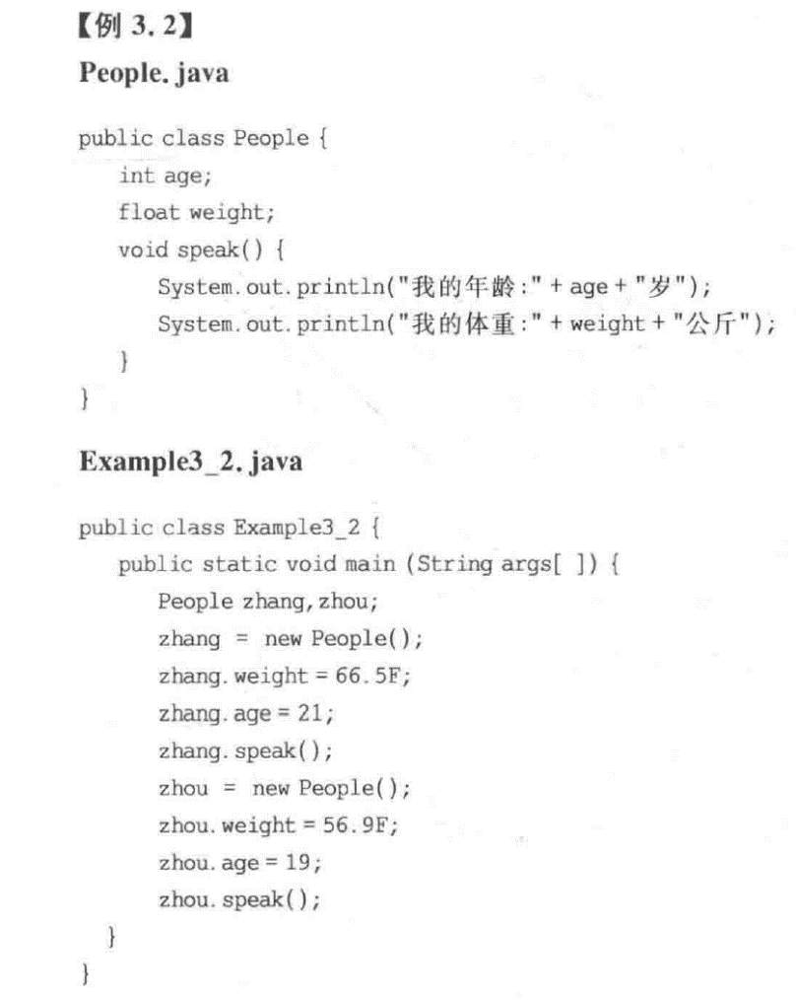 【例 3.2】
People.java
public class People {
int age;
float weight;
void speak() {
System.out.println("我的年龄:" + age + "岁");
System.out.println("我的体重:" + weight + "公斤");
}
}
Example3_2.java
public class Example3_2 {
public static void main (String args[ ]) {
People zhang,zhou;
zhang = new People();
zhang.weight = 66.5F;
zhang.age = 21;
zhang.speak();
zhou = new People();
zhou.weight = 56.9F;
zhou.age = 19;
zhou.speak();
}
}